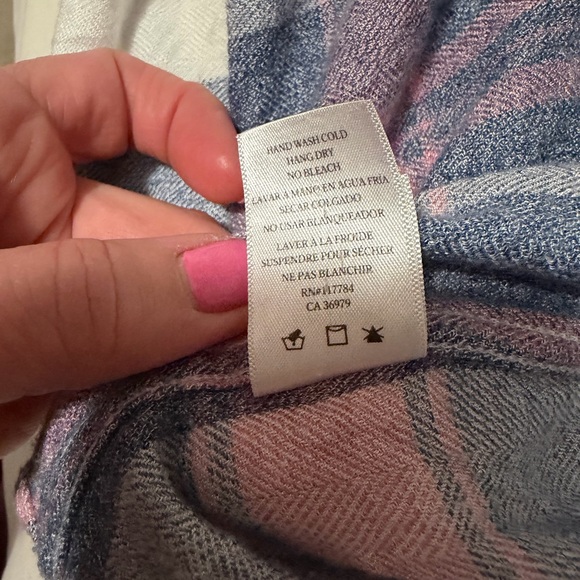 HAND WASH COLD
HANG DRY
NO BLEACH
LAVAR A MANO EN AGUA FRIA
SECAR COLGADO
NO USAR BLANQUEADOR
LAVER À LA FROIDE
SUSPENDRE POUR SÉCHER
NE PAS BLANCHIR
RN#117784
CA 36979